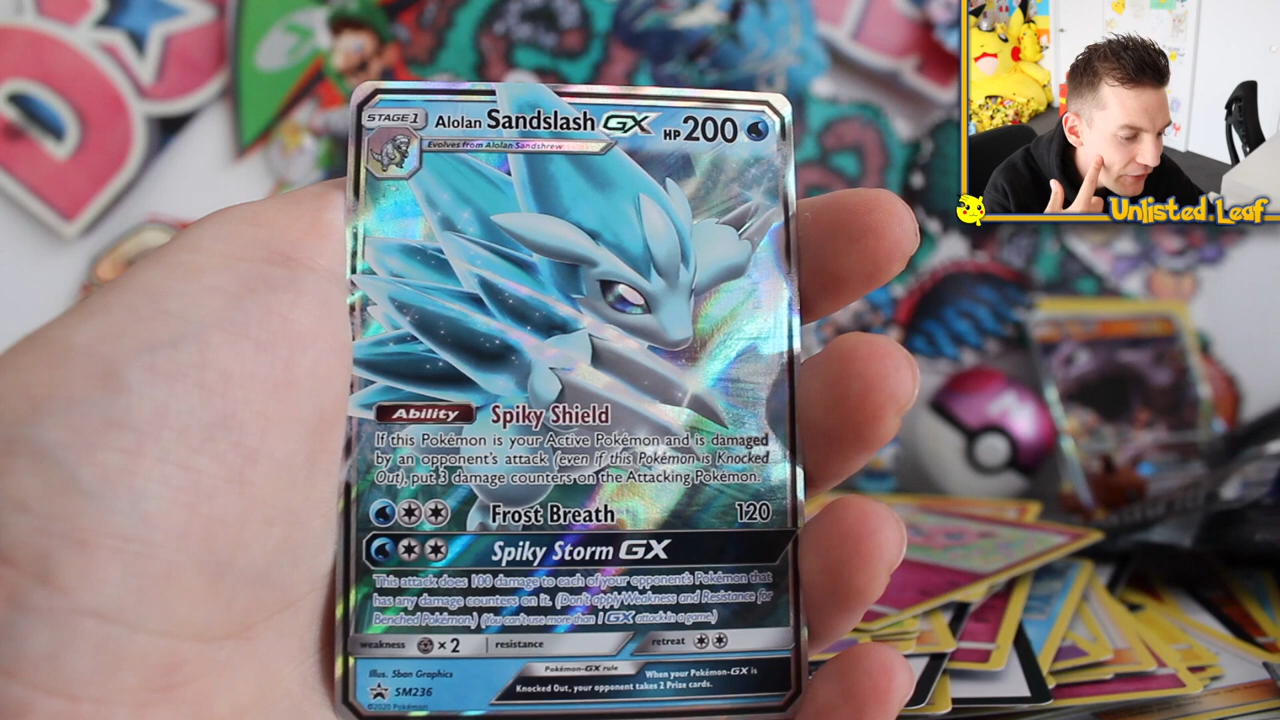 STAGE 1 Alolan Sandslash GX HP 200
Evolves from Alolan Sandshrew
Unlisted Leaf
Ability Spiky Shield
If this Pokémon is your Active Pokémon and is damaged
by an opponent's attack (even if this Pokémon is Knocked
Out), put 3 damage counters on the Attacking Pokémon.
Frost Breath 120
Spiky Storm GX
This attack does 100 damage to each of your opponent's Pokémon that
has any damage counters on it. (Don't apply Weakness and Resistance for
Benched Pokémon.) (You can't use more than 1 GX attack in a game.)
weakness ×2 resistance retreat
Illus. 5ban Graphics
Pokémon-GX rule When your Pokémon-GX is
Knocked Out, your opponent takes 2 Prize cards.
SM236
©2020 Pokémon